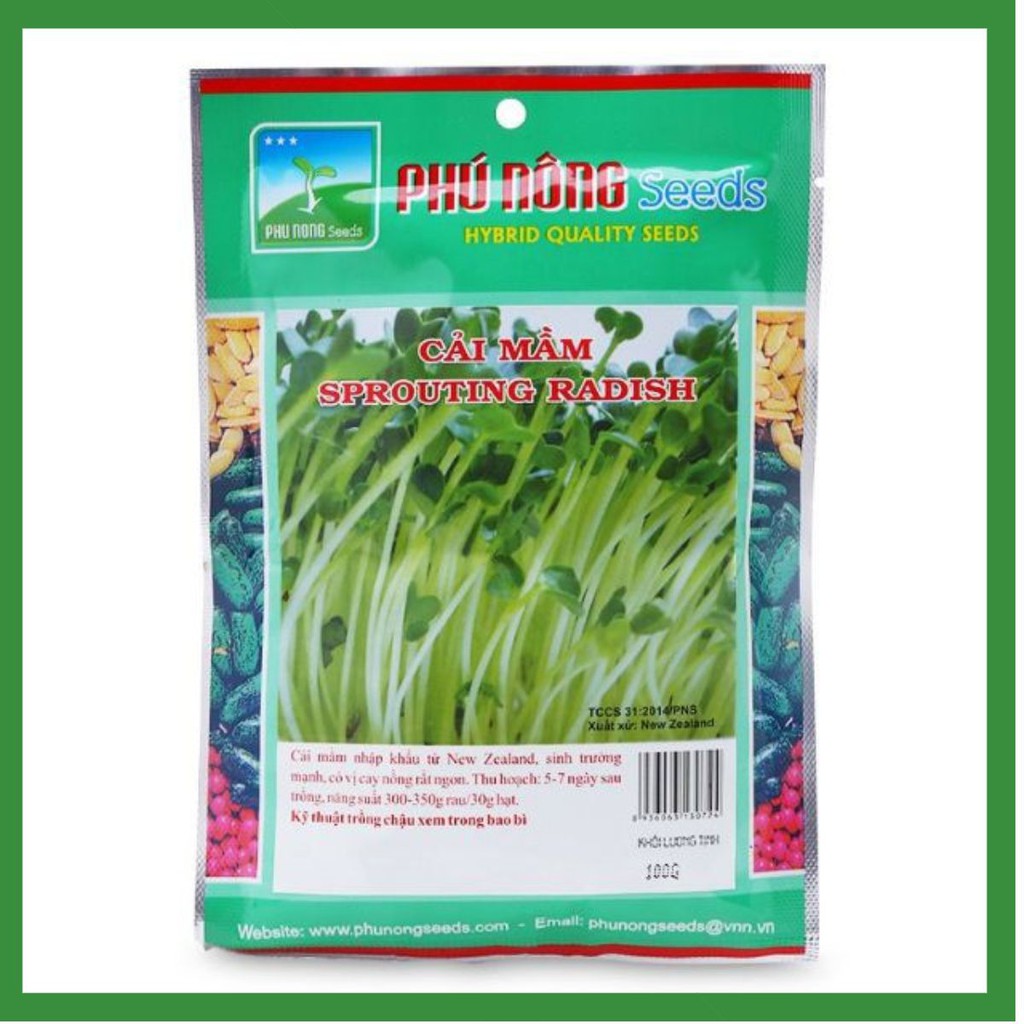 PHU NONG Seeds
PHÚ NÔNG Seeds
HYBRID QUALITY SEEDS
CẢI MẦM
SPROUTING RADISH
TCCS 31:2014/PNS
Xuất xứ: New Zealand
Cải mầm nhập khẩu từ New Zealand, sinh trưởng
mạnh, có vị cay nồng rất ngon. Thu hoạch: 5-7 ngày sau
trồng, năng suất 300-350g rau/30g hạt.
Kỹ thuật trồng chậu xem trong bao bì
KHỐI LƯỢNG TỊNH
100G
Website: www.phunongseeds.com - Email: phunongseeds@vnn.vn